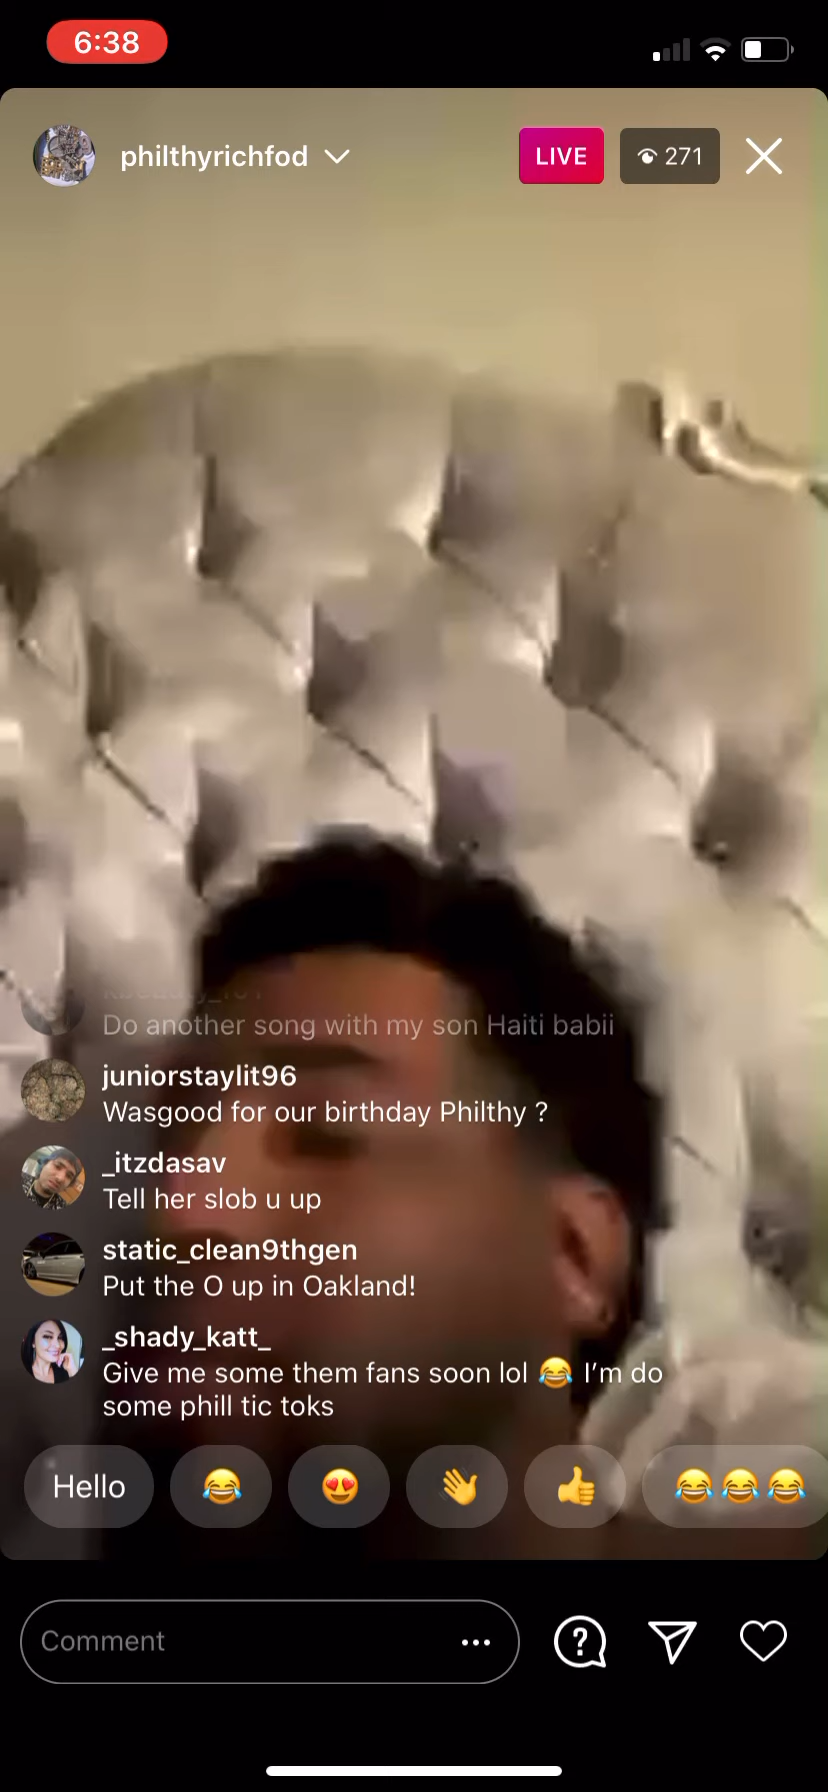 6:38
philthyrichfod
LIVE
271
Do another song with my son Haiti babii
juniorstaylit96
Wasgood for our birthday Philthy ?
_itzdasav
Tell her slob u up
static_clean9thgen
Put the O up in Oakland!
_shady_katt_
Give me some them fans soon lol 😂 I'm do
some phill tic toks
Hello 😂 😍 👋 👍 😂😂😂
Comment